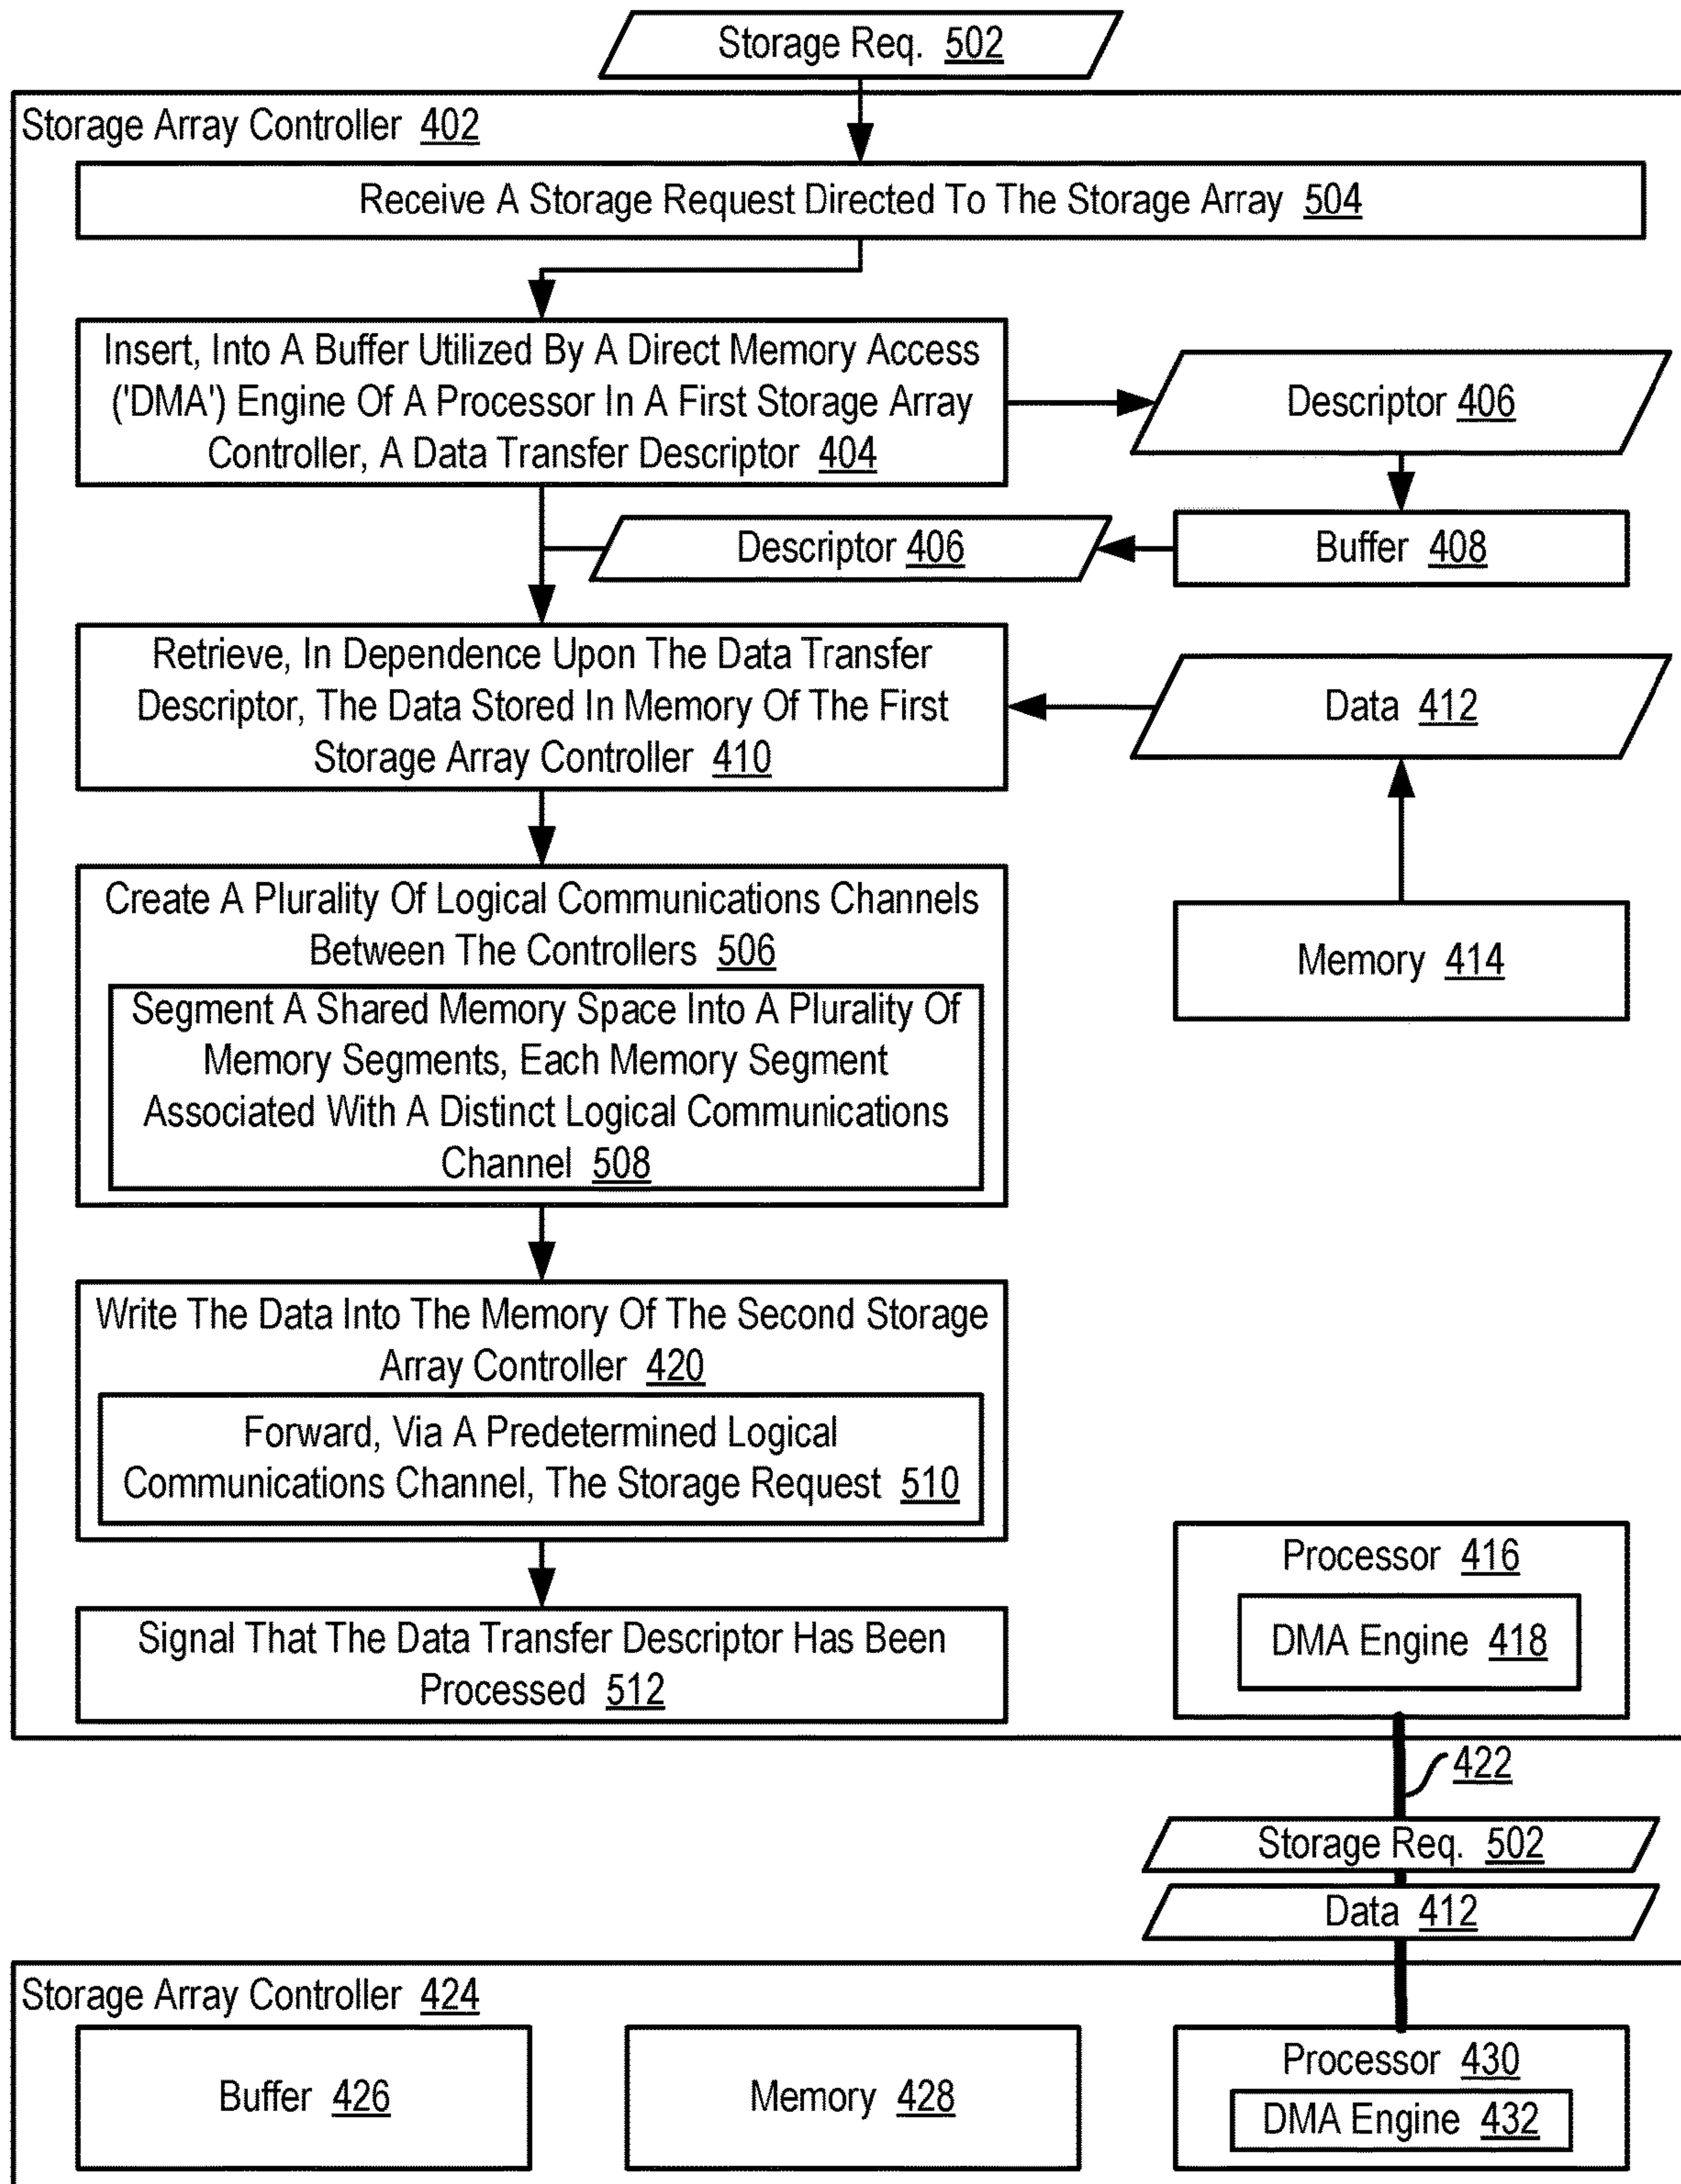 Storage Req. 502
Storage Array Controller 402
Receive A Storage Request Directed To The Storage Array 504
Insert, Into A Buffer Utilized By A Direct Memory Access
('DMA') Engine Of A Processor In A First Storage Array
Controller, A Data Transfer Descriptor 404
Descriptor 406
Descriptor 406
Buffer 408
Retrieve, In Dependence Upon The Data Transfer
Descriptor, The Data Stored In Memory Of The First
Storage Array Controller 410
Data 412
Create A Plurality Of Logical Communications Channels
Between The Controllers 506
Memory 414
Segment A Shared Memory Space Into A Plurality Of
Memory Segments, Each Memory Segment
Associated With A Distinct Logical Communications
Channel 508
Write The Data Into The Memory Of The Second Storage
Array Controller 420
Forward, Via A Predetermined Logical
Communications Channel, The Storage Request 510
Processor 416
DMA Engine 418
Signal That The Data Transfer Descriptor Has Been
Processed 512
422
Storage Req. 502
Data 412
Storage Array Controller 424
Buffer 426
Memory 428
Processor 430
DMA Engine 432